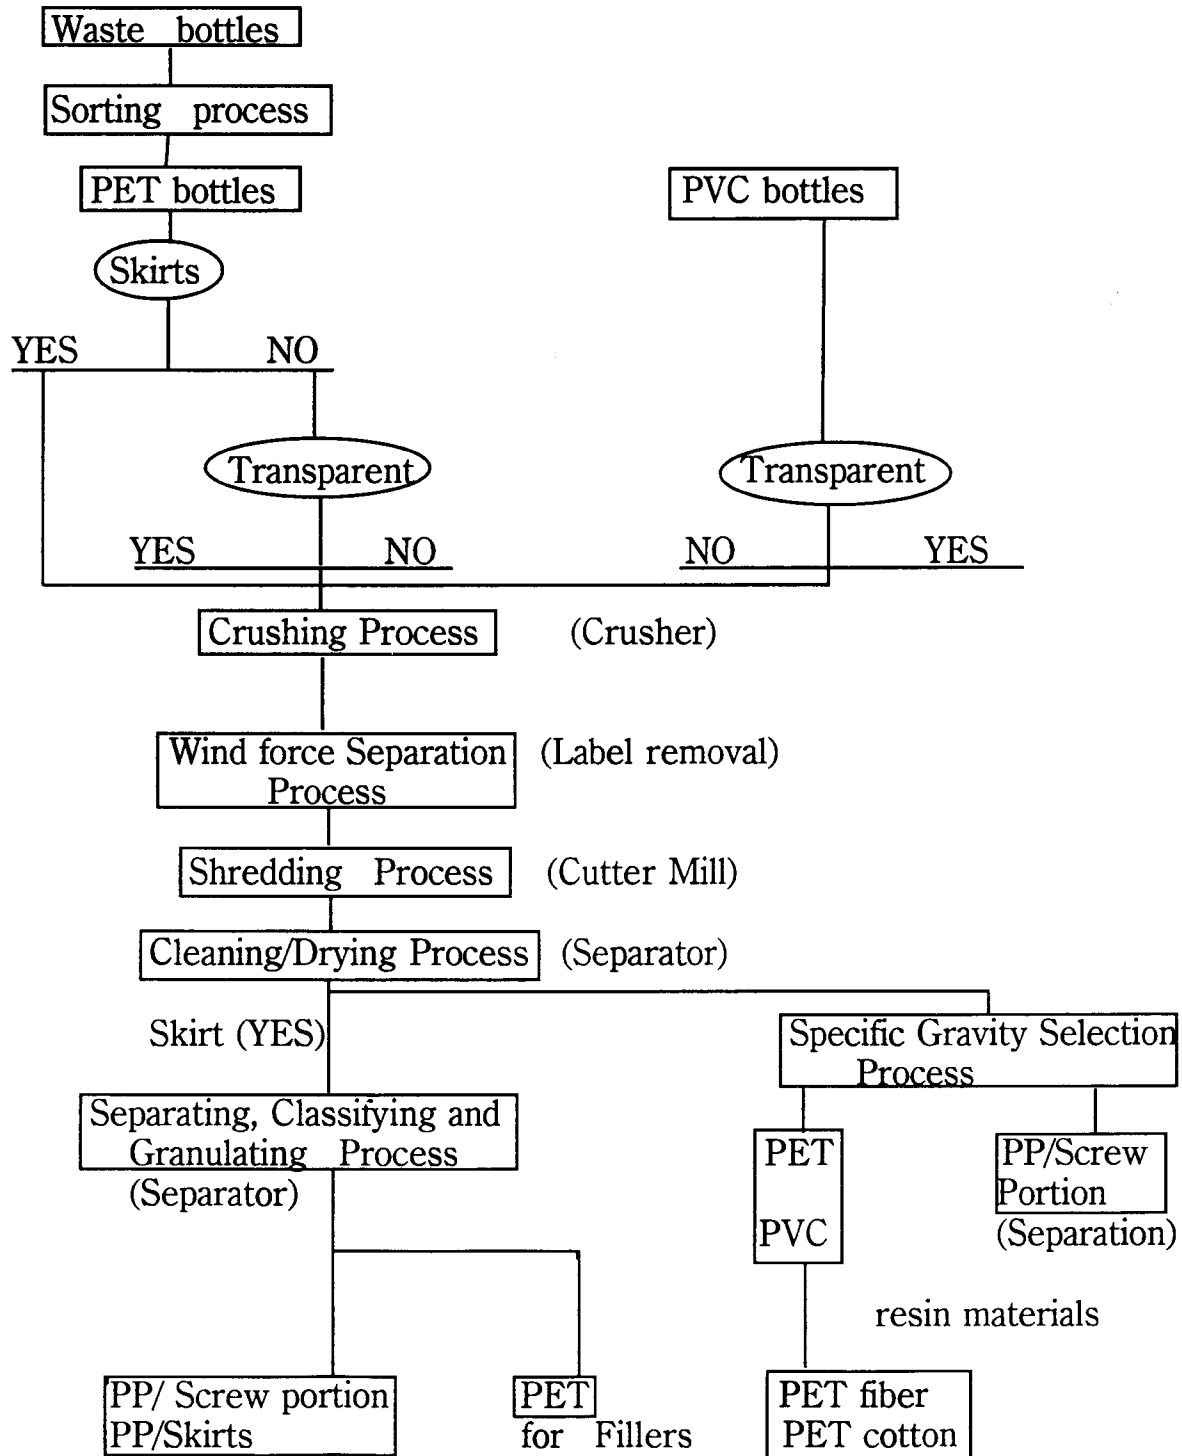 Waste bottles
Sorting process
PET bottles
PVC bottles
Skirts
YES NO
Transparent
Transparent
YES NO
NO YES
Crushing Process (Crusher)
Wind force Separation (Label removal)
Process
Shredding Process (Cutter Mill)
Cleaning/Drying Process (Separator)
Skirt (YES)
Specific Gravity Selection
Process
Separating, Classifying and
Granulating Process
(Separator)
PET
PVC
PP/Screw
Portion
(Separation)
resin materials
PP/ Screw portion
PP/Skirts
PET
for Fillers
PET fiber
PET cotton